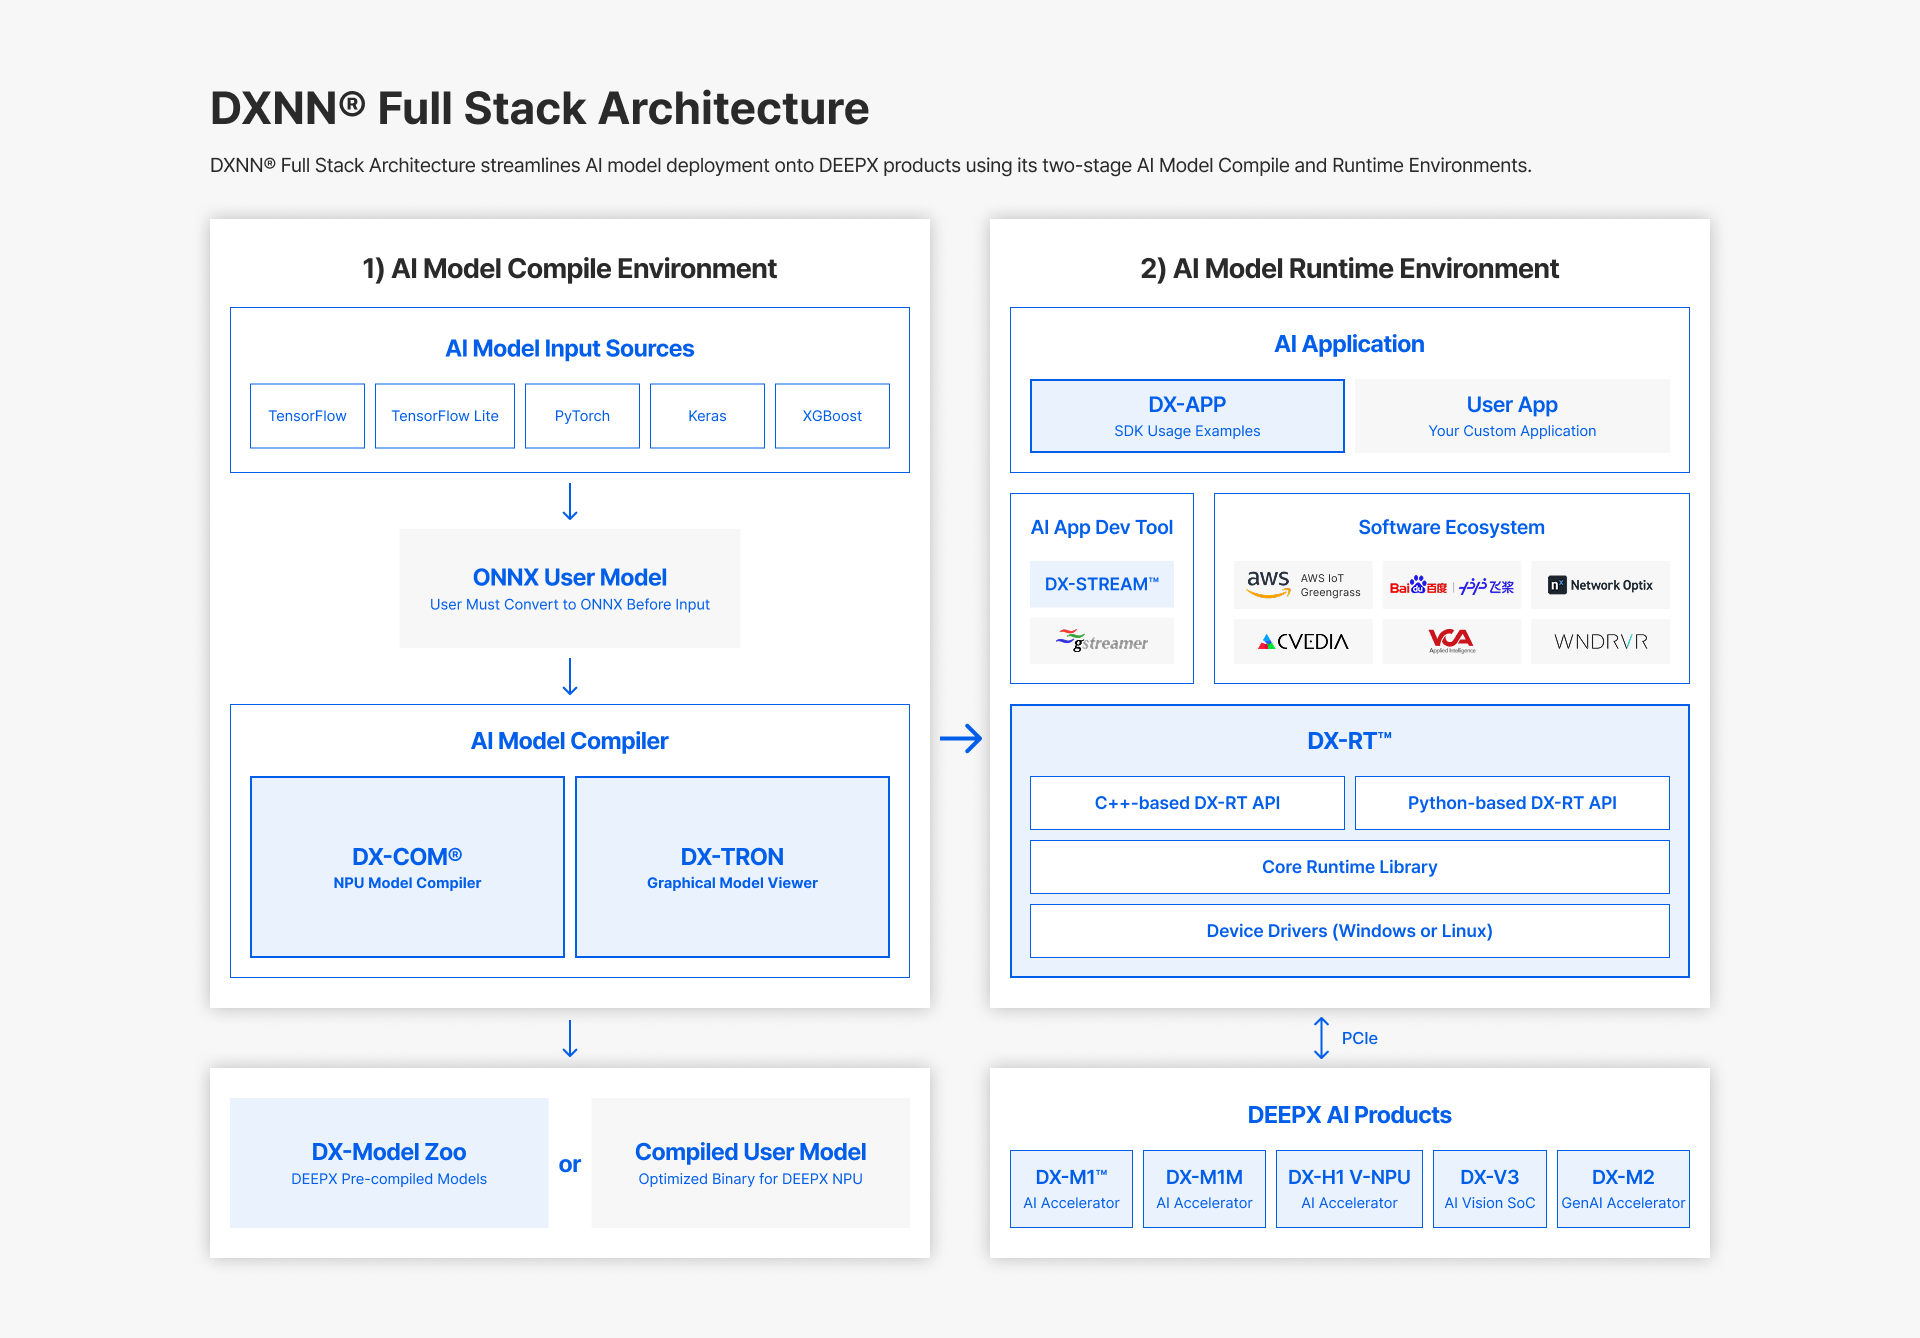 DXNN® Full Stack Architecture
DXNN® Full Stack Architecture streamlines AI model deployment onto DEEPX products using its two-stage AI Model Compile and Runtime Environments.
1) AI Model Compile Environment
AI Model Input Sources
TensorFlow
TensorFlow Lite
PyTorch
Keras
XGBoost
ONNX User Model
User Must Convert to ONNX Before Input
AI Model Compiler
DX-COM®
NPU Model Compiler
DX-TRON
Graphical Model Viewer
DX-Model Zoo
DEEPX Pre-compiled Models
or
Compiled User Model
Optimized Binary for DEEPX NPU
2) AI Model Runtime Environment
AI Application
DX-APP
SDK Usage Examples
User App
Your Custom Application
AI App Dev Tool
DX-STREAM™
gstreamer
Software Ecosystem
aws
AWS IoT
Greengrass
Bai du 百度
飞桨
nx Network Optix
CVEDIA
VCA
Applied Intelligence
WNDRVR
DX-RT™
C++-based DX-RT API
Python-based DX-RT API
Core Runtime Library
Device Drivers (Windows or Linux)
PCIe
DEEPX AI Products
DX-M1™
AI Accelerator
DX-M1M
AI Accelerator
DX-H1 V-NPU
AI Accelerator
DX-V3
AI Vision SoC
DX-M2
GenAI Accelerator